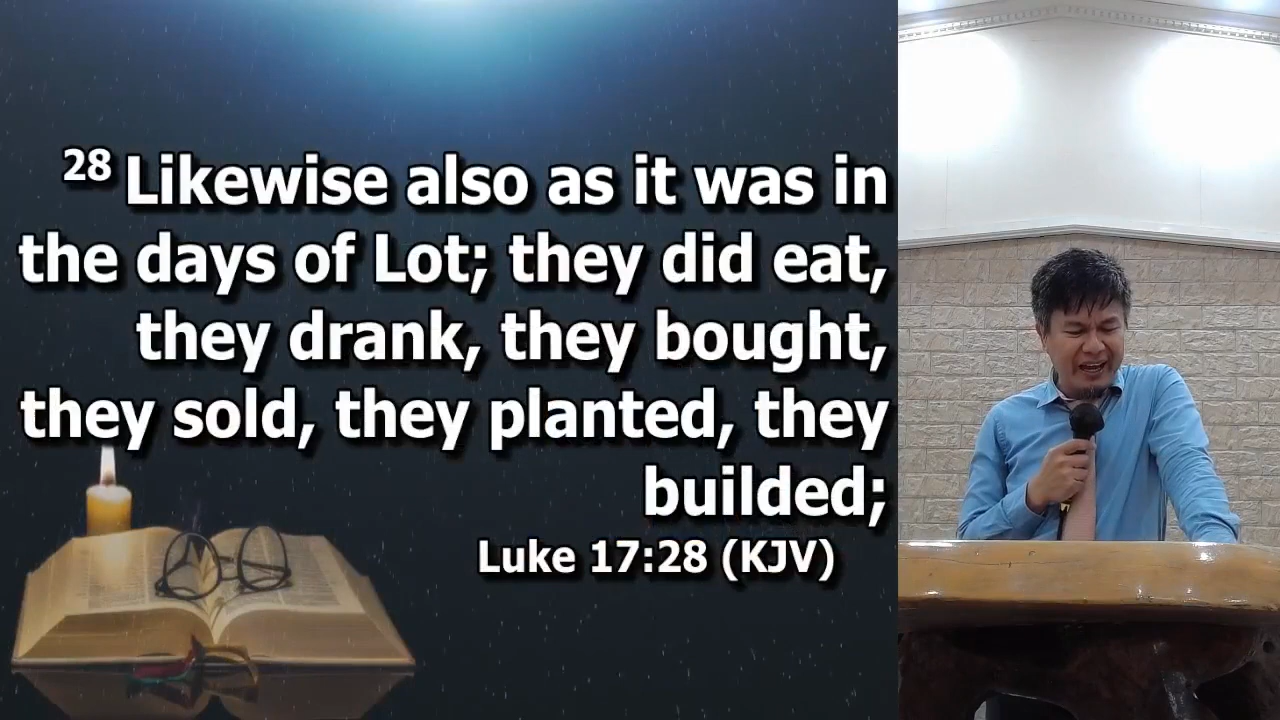 28 Likewise also as it was in
the days of Lot; they did eat,
they drank, they bought,
they sold, they planted, they
builded;
Luke 17:28 (KJV)